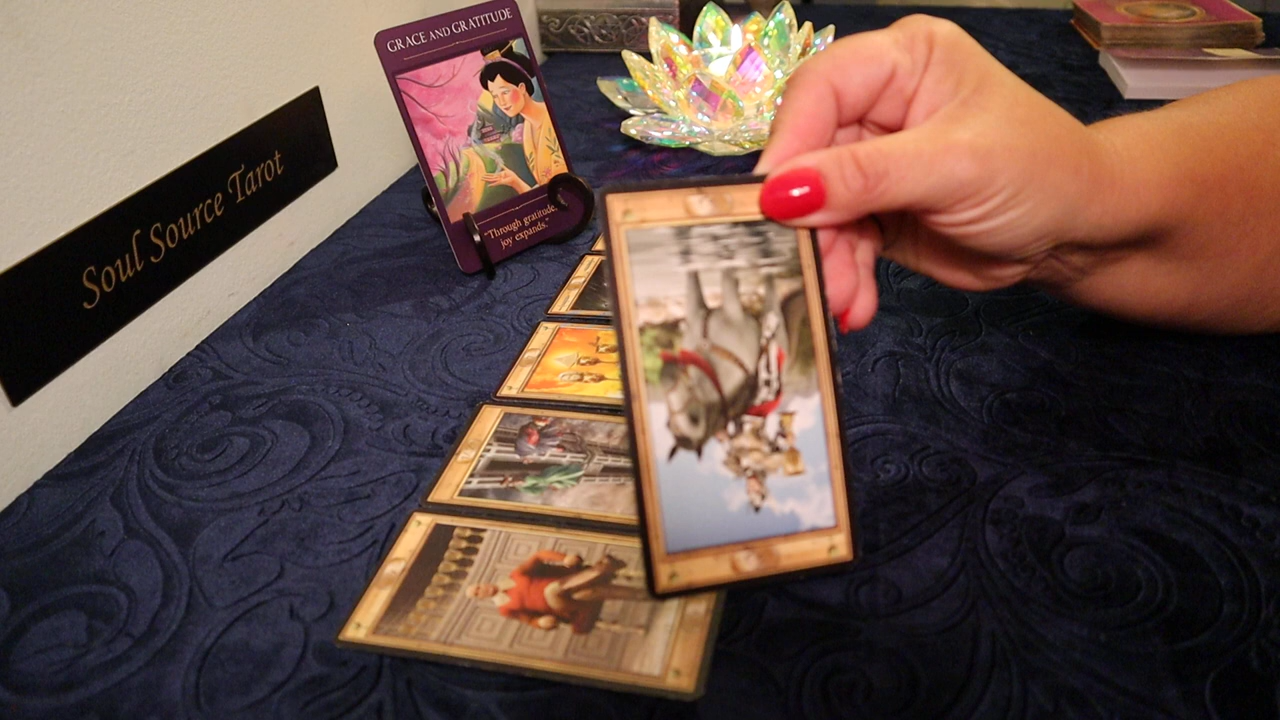 Soul Source Tarot
GRACE AND GRATITUDE
"Through gratitude,
joy expands."